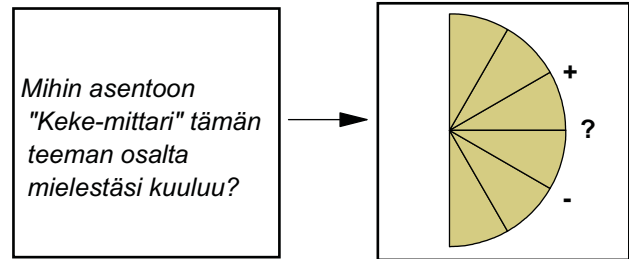 Mihin asentoon
"Keke-mittari" tämän
teeman osalta
mielestäsi kuuluu?
+
?
-